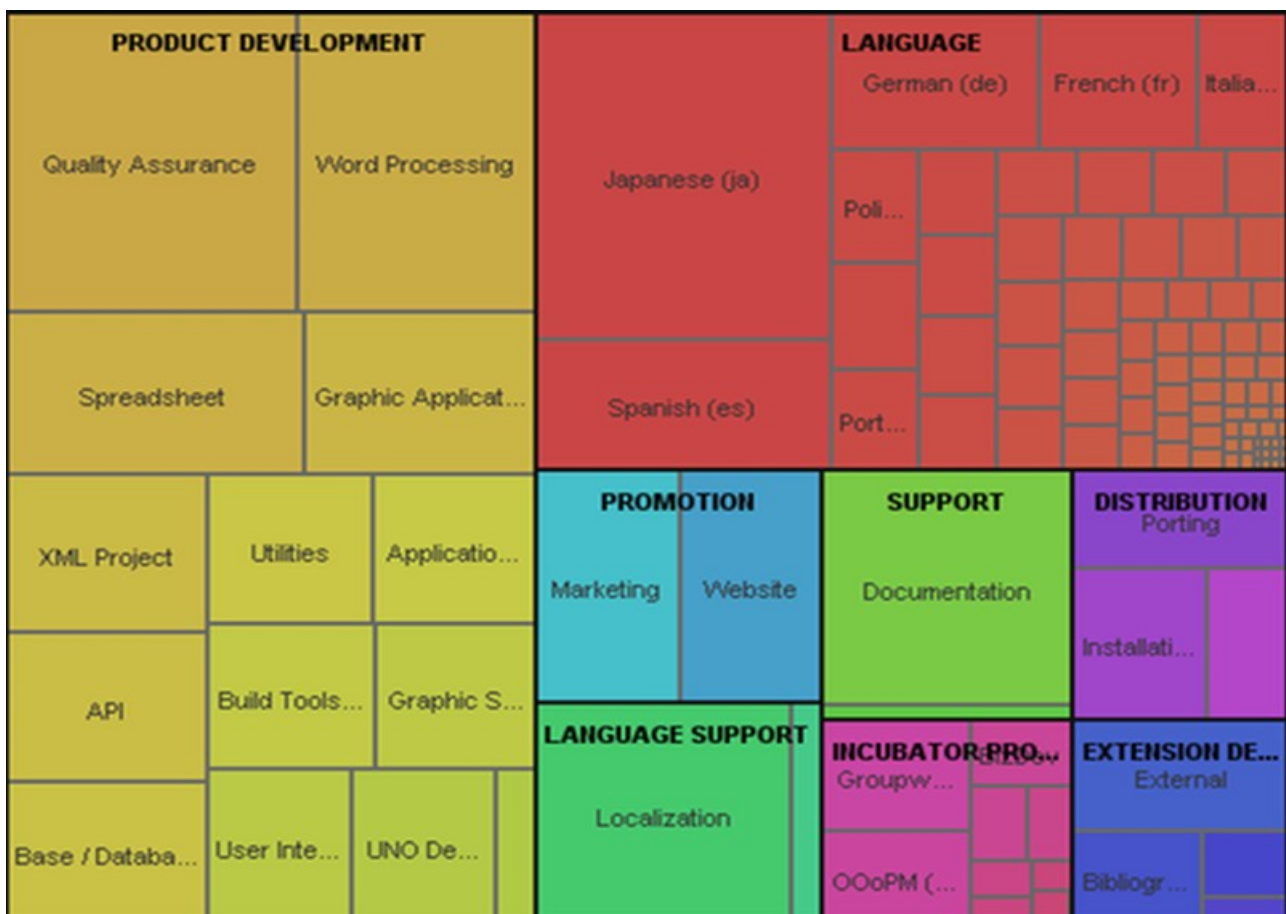 PRODUCT DEVELOPMENT
Quality Assurance
Word Processing
Spreadsheet
Graphic Applicat...
XML Project
Utilities
Applicatio...
API
Build Tools...
Graphic S...
Base / Databa...
User Inte...
UNO De...
LANGUAGE
Japanese (ja)
German (de)
French (fr)
Italia...
Poli...
Spanish (es)
Port...
PROMOTION
Marketing
Website
SUPPORT
Documentation
DISTRIBUTION
Porting
Installati...
LANGUAGE SUPPORT
Localization
INCUBATOR PRO...
Groupw...
OOoPM (...
EXTENSION DE...
External
Bibliogr...